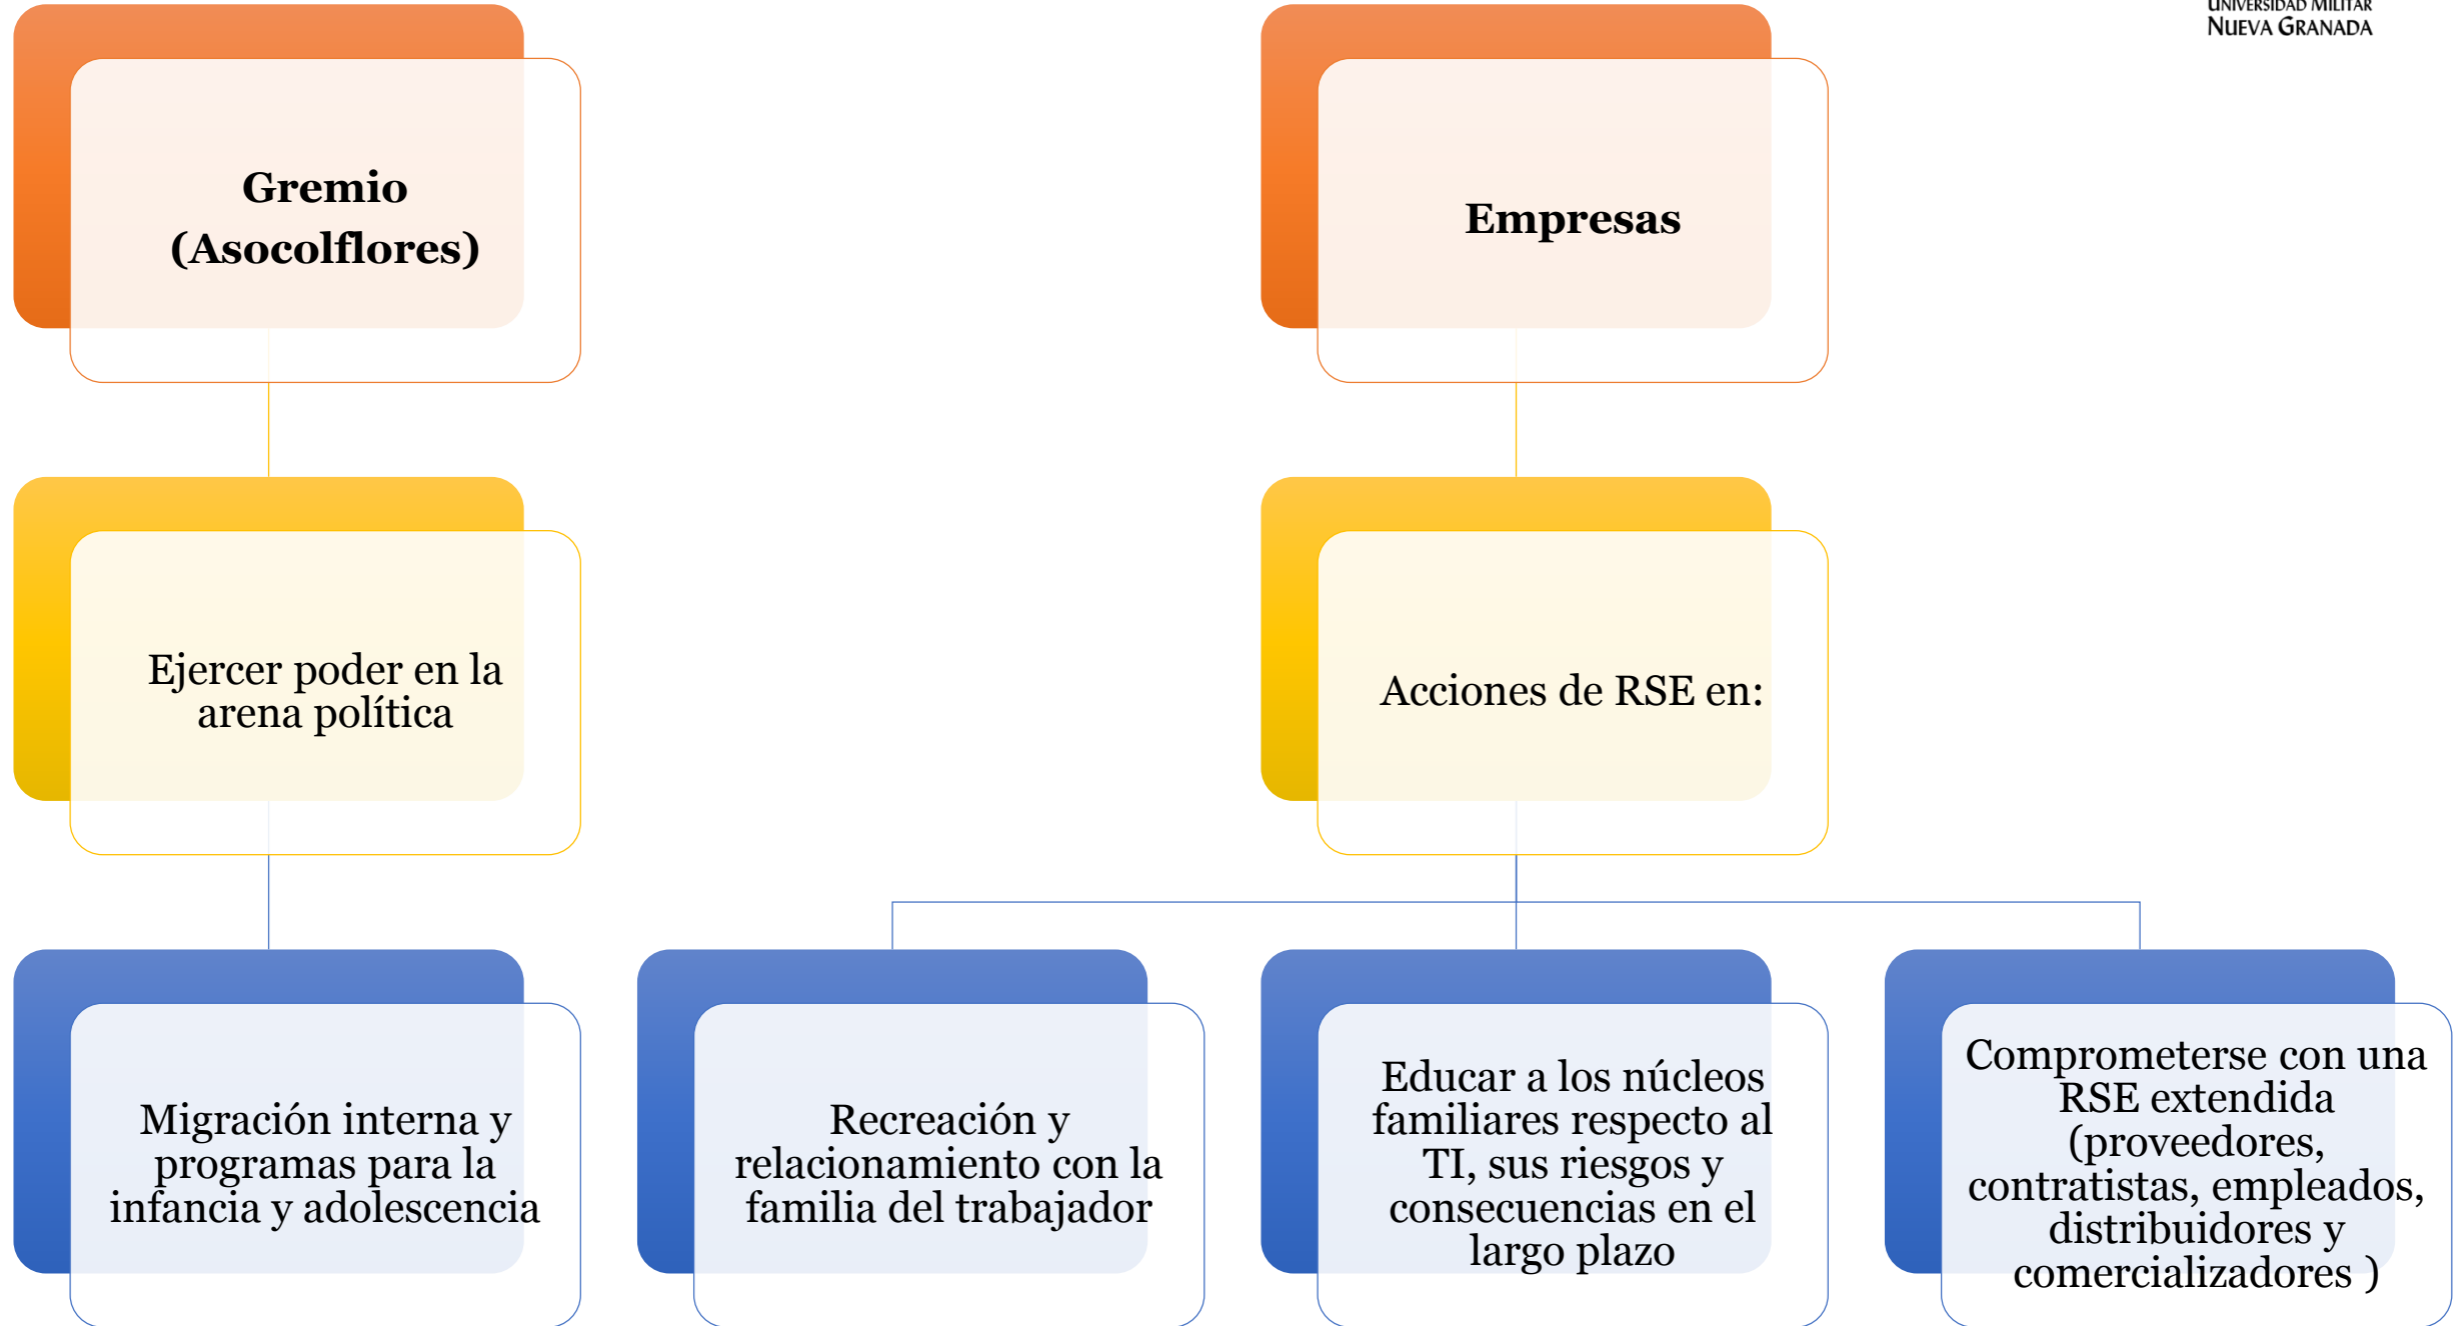 UNIVERSIDAD MILITAR
NUEVA GRANADA
Gremio
(Asocolflores)
Empresas
Ejercer poder en la
arena política
Acciones de RSE en:
Migración interna y
programas para la
infancia y adolescencia
Recreación y
relacionamiento con la
familia del trabajador
Educar a los núcleos
familiares respecto al
TI, sus riesgos y
consecuencias en el
largo plazo
Comprometerse con una
RSE extendida
(proveedores,
contratistas, empleados,
distribuidores y
comercializadores )